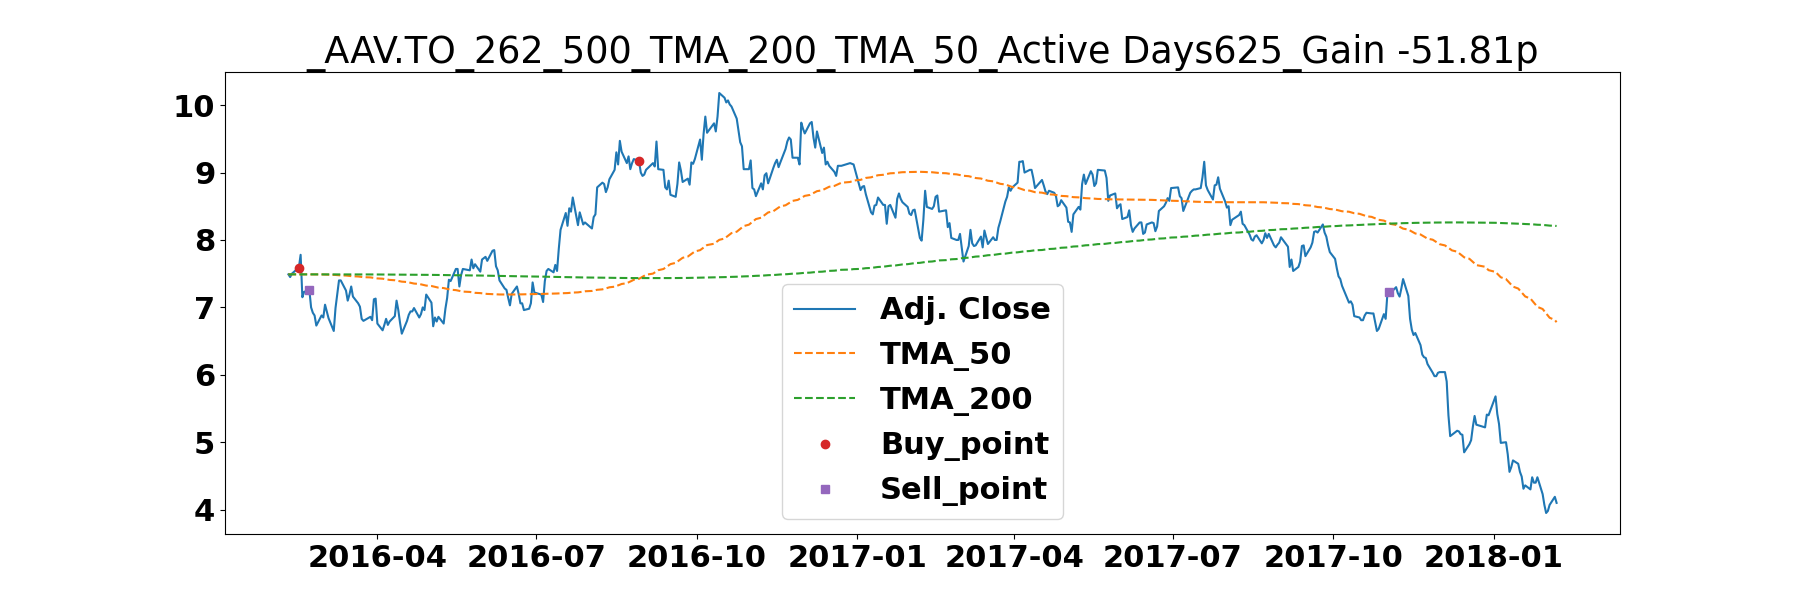 _AAV.TO_262_500_TMA_200_TMA_50_Active Days625_Gain -51.81p
10
9
8
7
6
5
4
Adj. Close
TMA_50
TMA_200
Buy_point
Sell_point
2016-04 2016-07 2016-10 2017-01 2017-04 2017-07 2017-10 2018-01